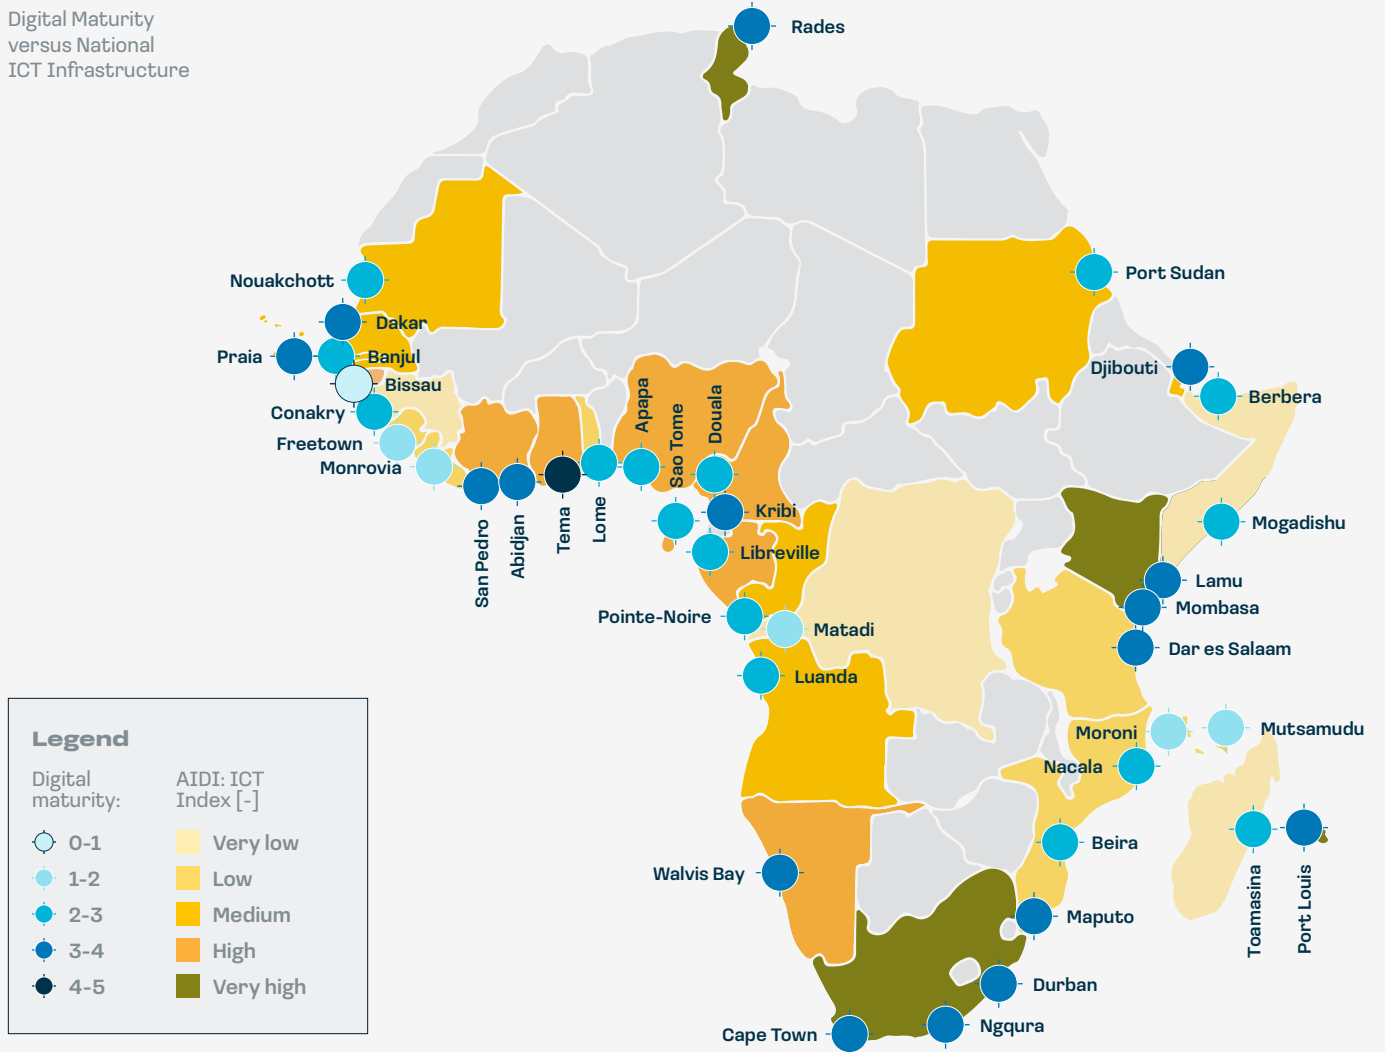 Digital Maturity
versus National
ICT Infrastructure
Rades
Nouakchott
Port Sudan
Dakar
Praia
Banjul
Djibouti
Bissau
Berbera
Conakry
Apapa
Sao Tome
Douala
Freetown
Monrovia
San Pedro
Abidjan
Tema
Lome
Kribi
Mogadishu
Libreville
Lamu
Mombasa
Pointe-Noire
Matadi
Dar es Salaam
Luanda
Moroni
Mutsamudu
Nacala
Beira
Walvis Bay
Toamasina
Port Louis
Maputo
Durban
Ngqura
Cape Town
Legend
Digital
maturity:
AIDI: ICT
Index [-]
0-1
Very low
1-2
Low
2-3
Medium
3-4
High
4-5
Very high